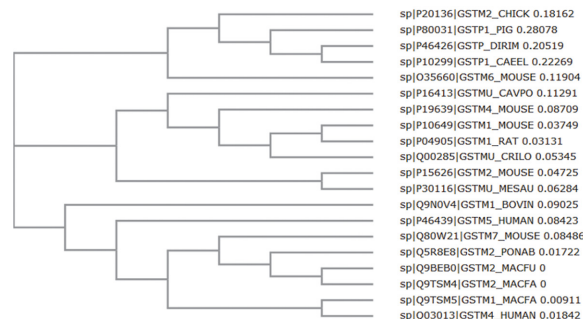 sp|P20136|GSTM2_CHICK 0.18162
sp|P80031|GSTP1_PIG 0.28078
sp|P46426|GSTP_DIRIM 0.20519
sp|P10299|GSTP1_CAEEL 0.22269
sp|O35660|GSTM6_MOUSE 0.11904
sp|P16413|GSTMU_CAVPO 0.11291
sp|P19639|GSTM4_MOUSE 0.08709
sp|P10649|GSTM1_MOUSE 0.03749
sp|P04905|GSTM1_RAT 0.03131
sp|Q00285|GSTMU_CRILO 0.05345
sp|P15626|GSTM2_MOUSE 0.04725
sp|P30116|GSTMU_MESAU 0.06284
sp|Q9N0V4|GSTM1_BOVIN 0.09025
sp|P46439|GSTM5_HUMAN 0.08423
sp|Q80W21|GSTM7_MOUSE 0.08486
sp|Q5R8E8|GSTM2_PONAB 0.01722
sp|Q9BEB0|GSTM2_MACFU 0
sp|Q9TSM4|GSTM2_MACFA 0
sp|Q9TSM5|GSTM1_MACFA 0.00911
sp|Q03013|GSTM4_HUMAN 0.01842